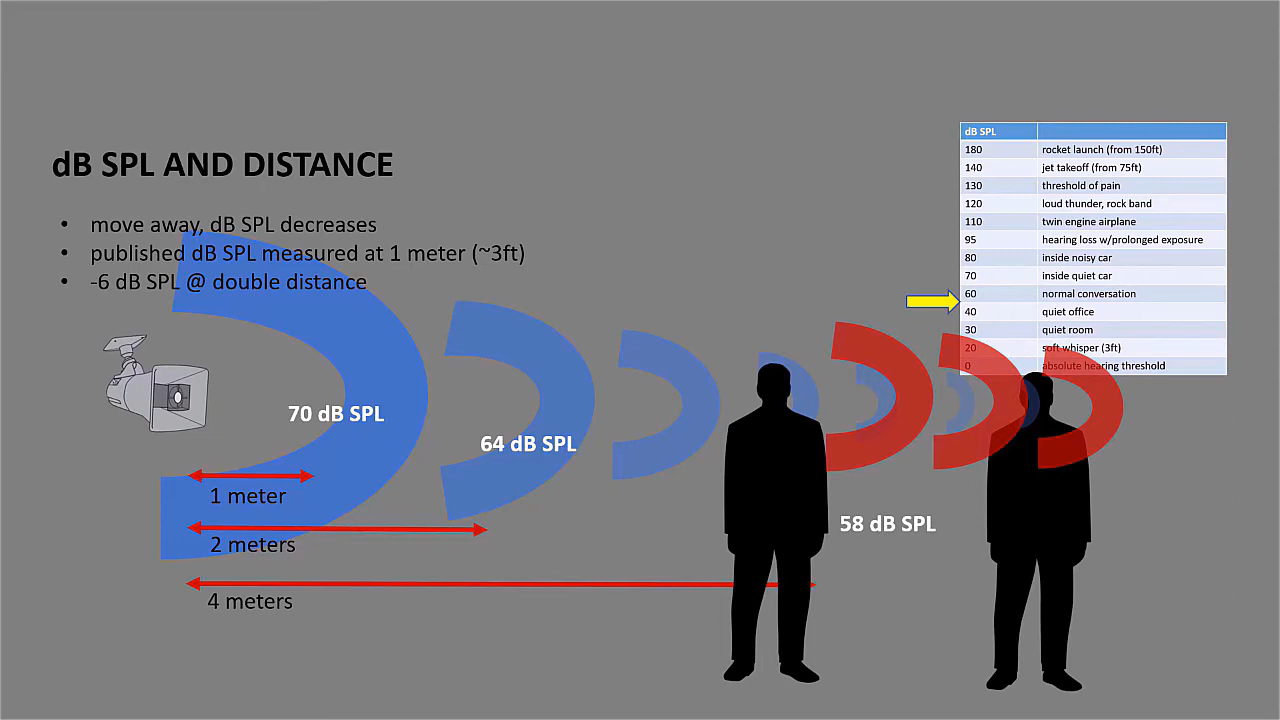 dB SPL AND DISTANCE
• move away, dB SPL decreases
• published dB SPL measured at 1 meter (~3ft)
• -6 dB SPL @ double distance
dB SPL
180 rocket launch (from 150ft)
140 jet takeoff (from 75ft)
130 threshold of pain
120 loud thunder, rock band
110 twin engine airplane
95 hearing loss w/prolonged exposure
80 inside noisy car
70 inside quiet car
60 normal conversation
40 quiet office
30 quiet room
20 soft whisper (3ft)
0 absolute hearing threshold
70 dB SPL
64 dB SPL
1 meter
58 dB SPL
2 meters
4 meters